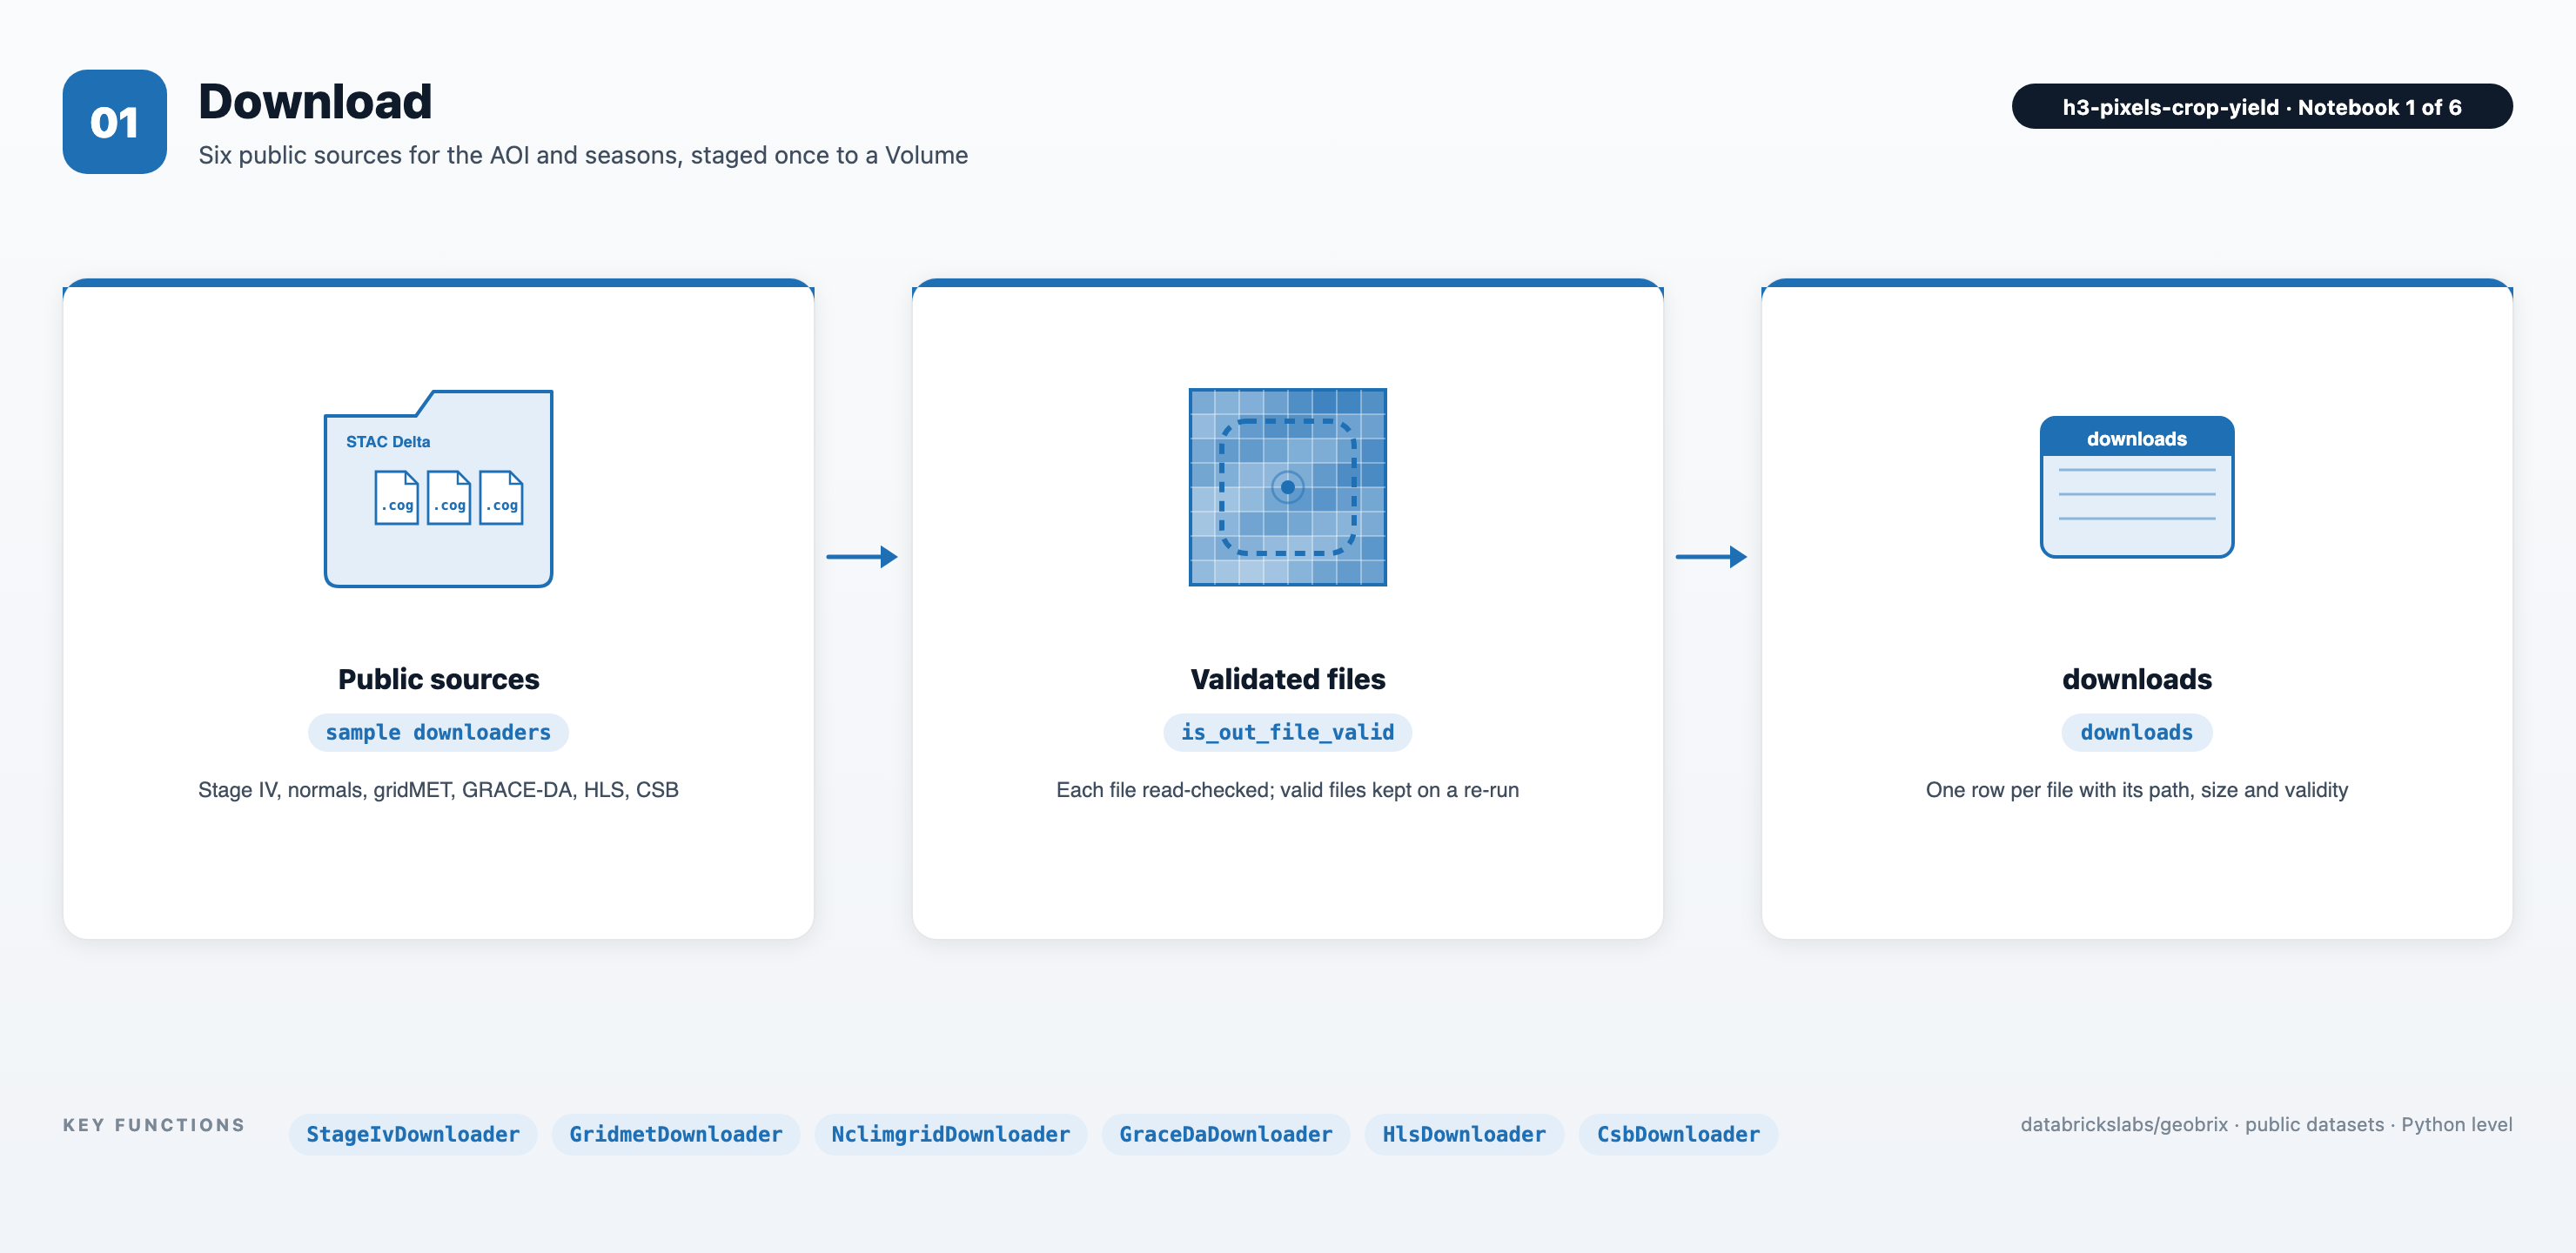 01
Download
Six public sources for the AOI and seasons, staged once to a Volume
h3-pixels-crop-yield · Notebook 1 of 6
STAC Delta
.cog .cog .cog
Public sources
sample downloaders
Stage IV, normals, gridMET, GRACE-DA, HLS, CSB
Validated files
is_out_file_valid
Each file read-checked; valid files kept on a re-run
downloads
downloads
downloads
One row per file with its path, size and validity
KEY FUNCTIONS
StageIvDownloader GridmetDownloader NclimgridDownloader GraceDaDownloader HlsDownloader CsbDownloader
databrickslabs/geobrix · public datasets · Python level